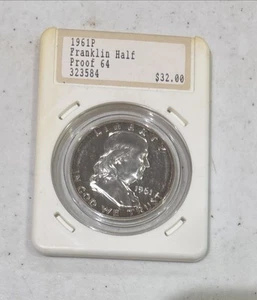 1961P
Franklin Half
Proof 64
323584 $32.00
LIBERTY
1961
IN GOD WE TRUST